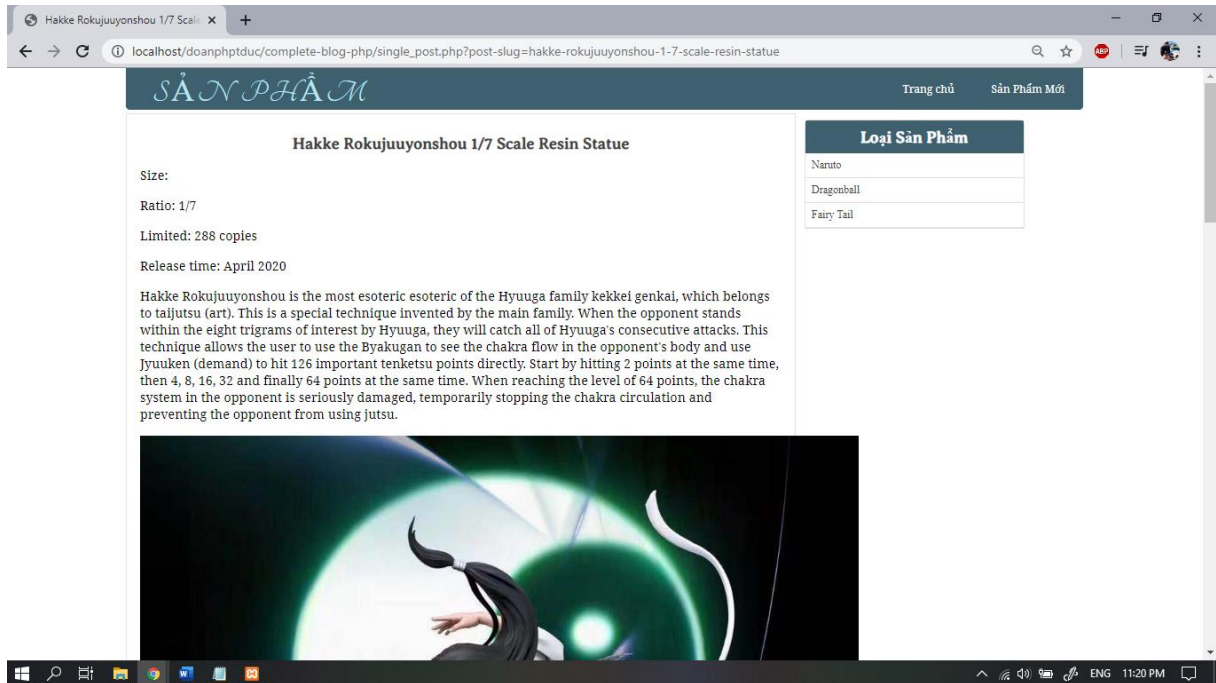 Hakke Rokujuuyonshou 1/7 Scale
localhost/doanphptduc/complete-blog-php/single_post.php?post-slug=hakke-rokujuuyonshou-1-7-scale-resin-statue
ABP
SẢN PHẨM
Trang chủ
Sản Phẩm Mới
Hakke Rokujuuyonshou 1/7 Scale Resin Statue
Size:
Ratio: 1/7
Limited: 288 copies
Release time: April 2020
Hakke Rokujuuyonshou is the most esoteric esoteric of the Hyuuga family kekkei genkai, which belongs
to taijutsu (art). This is a special technique invented by the main family. When the opponent stands
within the eight trigrams of interest by Hyuuga, they will catch all of Hyuuga's consecutive attacks. This
technique allows the user to use the Byakugan to see the chakra flow in the opponent's body and use
Jyuuken (demand) to hit 126 important tenketsu points directly. Start by hitting 2 points at the same time,
then 4, 8, 16, 32 and finally 64 points at the same time. When reaching the level of 64 points, the chakra
system in the opponent is seriously damaged, temporarily stopping the chakra circulation and
preventing the opponent from using jutsu.
Loại Sản Phẩm
Naruto
Dragonball
Fairy Tail
ENG
11:20 PM